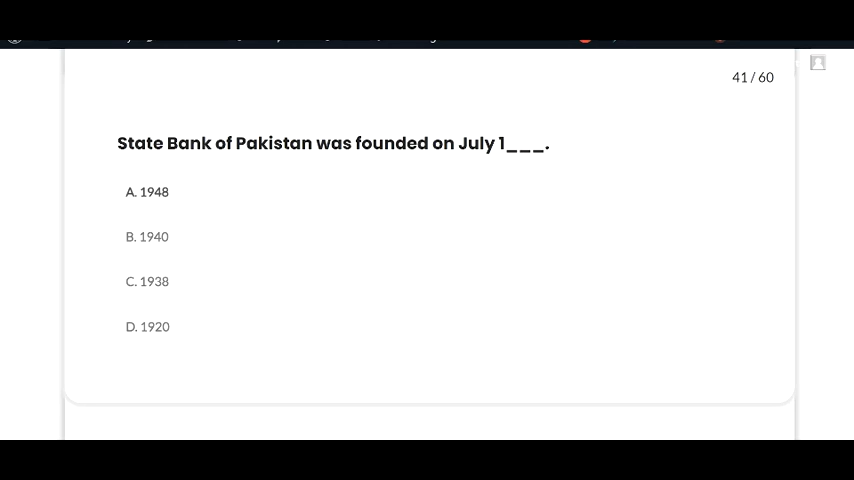 41 / 60
State Bank of Pakistan was founded on July 1___.
A. 1948
B. 1940
C. 1938
D. 1920